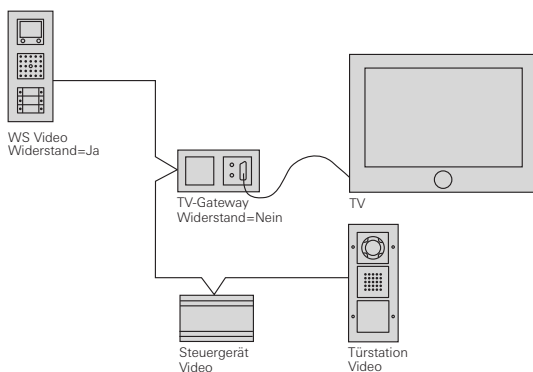 WS Video
Widerstand=Ja
TV-Gateway
Widerstand=Nein
TV
Steuergerät
Video
Türstation
Video